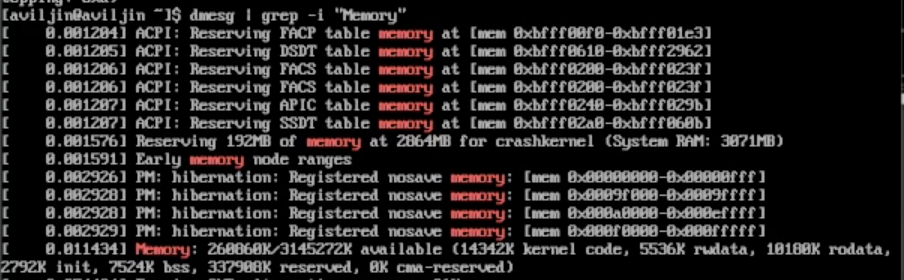 [aviljin@aviljin ~]$ dmesg | grep -i "Memory"
[    0.001204] ACPI: Reserving FACP table memory at [mem 0xbfff00f0-0xbfff01e3]
[    0.001205] ACPI: Reserving DSDT table memory at [mem 0xbfff0610-0xbfff2962]
[    0.001206] ACPI: Reserving FACS table memory at [mem 0xbfff0200-0xbfff023f]
[    0.001206] ACPI: Reserving FACS table memory at [mem 0xbfff0200-0xbfff023f]
[    0.001207] ACPI: Reserving APIC table memory at [mem 0xbfff0240-0xbfff029b]
[    0.001207] ACPI: Reserving SSDT table memory at [mem 0xbfff02a0-0xbfff060b]
[    0.001576] Reserving 192MB of memory at 2864MB for crashkernel (System RAM: 3071MB)
[    0.001591] Early memory node ranges
[    0.002926] PM: hibernation: Registered nosave memory: [mem 0x00000000-0x00000fff]
[    0.002928] PM: hibernation: Registered nosave memory: [mem 0x0009f000-0x0009ffff]
[    0.002928] PM: hibernation: Registered nosave memory: [mem 0x000a0000-0x000effff]
[    0.002929] PM: hibernation: Registered nosave memory: [mem 0x000f0000-0x000fffff]
[    0.011434] Memory: 260860K/3145272K available (14342K kernel code, 5536K rwdata, 10180K rodata,
2792K init, 7524K bss, 337908K reserved, 0K cma-reserved)